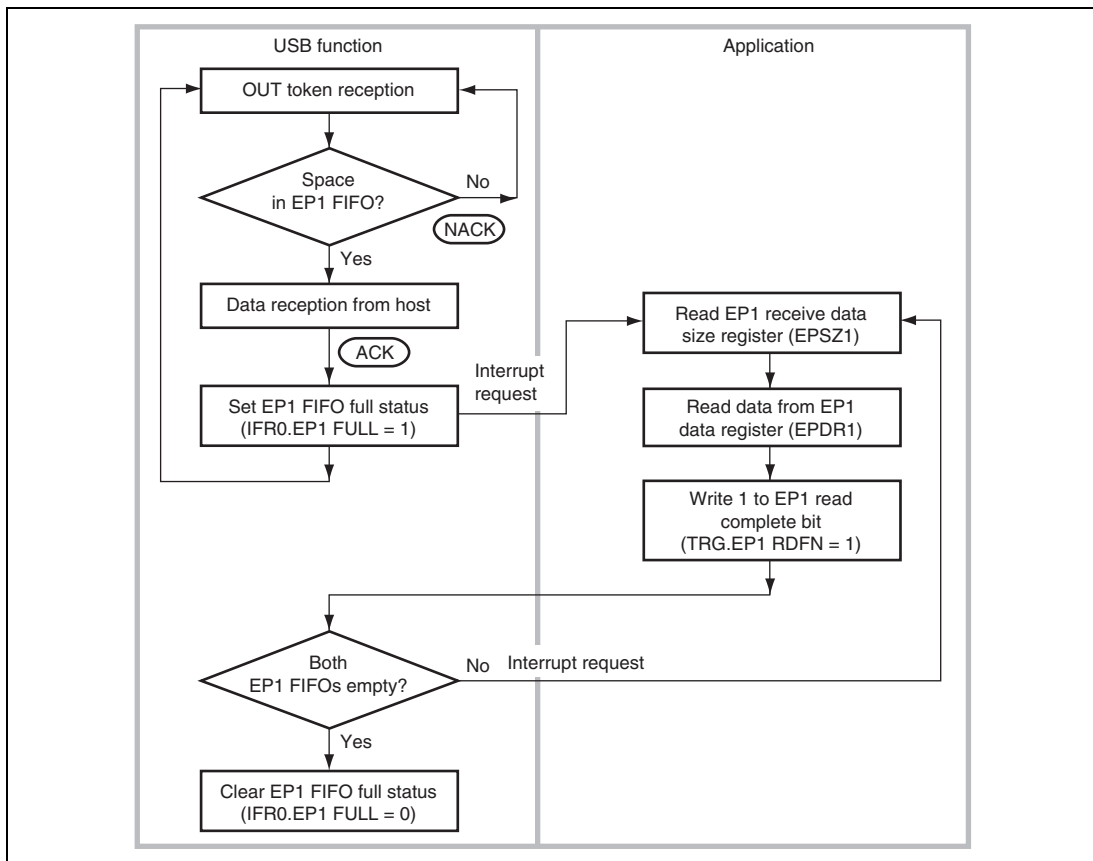 USB function
Application
OUT token reception
Space
in EP1 FIFO?
No
NACK
Yes
Data reception from host
ACK
Set EP1 FIFO full status
(IFR0.EP1 FULL = 1)
Interrupt
request
Read EP1 receive data
size register (EPSZ1)
Read data from EP1
data register (EPDR1)
Write 1 to EP1 read
complete bit
(TRG.EP1 RDFN = 1)
Both
EP1 FIFOs empty?
No
Interrupt request
Yes
Clear EP1 FIFO full status
(IFR0.EP1 FULL = 0)